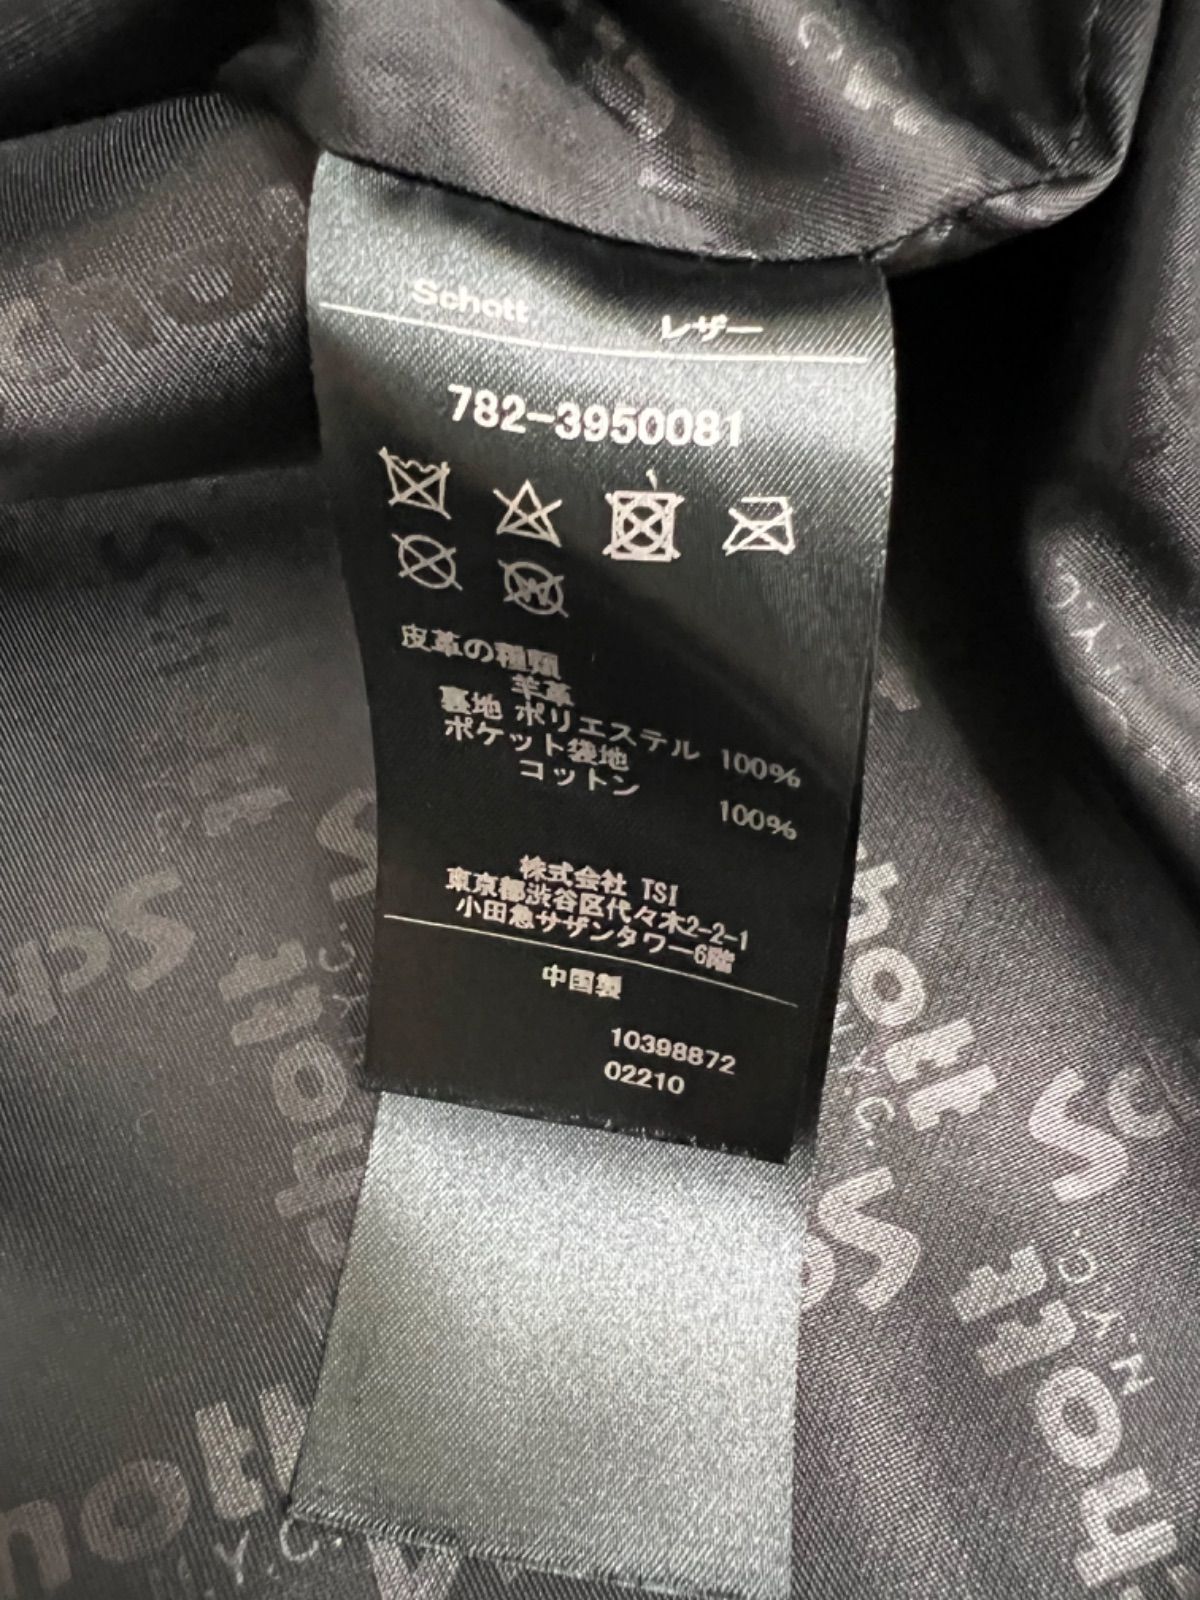 Schott レザー
782-3950081
皮革の種類
羊革
裏地 ポリエステル 100%
ポケット袋地
コットン 100%
株式会社 TSI
東京都渋谷区代々木2-2-1
小田急サザンタワー6階
中国製
10398872
02210
hott
Schott
N.Y.C.